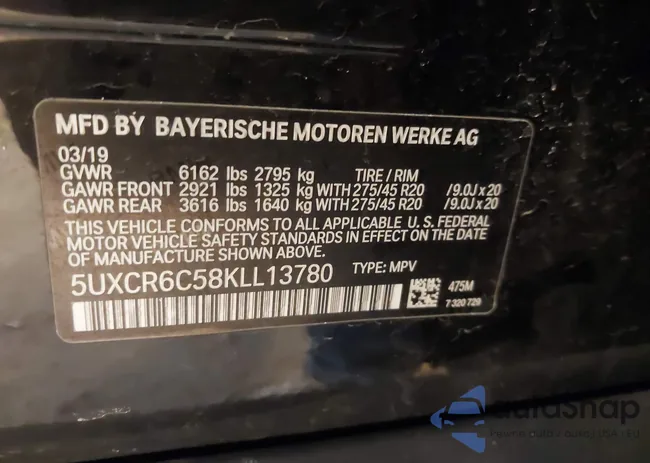 MFD BY BAYERISCHE MOTOREN WERKE AG
03/19
GVWR 6162 lbs 2795 kg TIRE / RIM
GAWR FRONT 2921 lbs 1325 kg WITH 275/45 R20 /9.0J x 20
GAWR REAR 3616 lbs 1640 kg WITH 275/45 R20 /9.0J x 20
THIS VEHICLE CONFORMS TO ALL APPLICABLE U. S. FEDERAL
MOTOR VEHICLE SAFETY STANDARDS IN EFFECT ON THE
DATE OF MANUFACTURE SHOWN ABOVE.
5UXCR6C58KLL13780 TYPE: MPV
475M
7 320 729
autoSnap